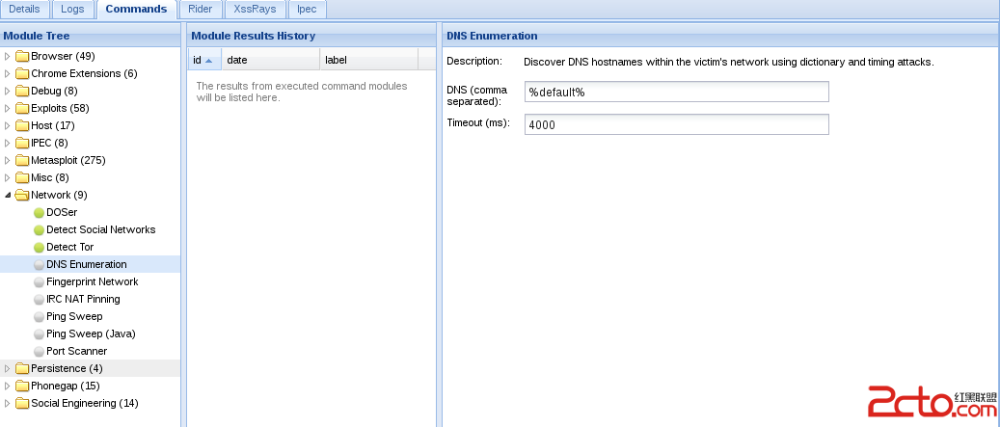 Details Logs Commands Rider XssRays Ipec
Module Tree
Browser (49)
Chrome Extensions (6)
Debug (8)
Exploits (58)
Host (17)
IPEC (8)
Metasploit (275)
Misc (8)
Network (9)
DOSer
Detect Social Networks
Detect Tor
DNS Enumeration
Fingerprint Network
IRC NAT Pinning
Ping Sweep
Ping Sweep (Java)
Port Scanner
Persistence (4)
Phonegap (15)
Social Engineering (14)
Module Results History
id date label
The results from executed command modules
will be listed here.
DNS Enumeration
Description: Discover DNS hostnames within the victim's network using dictionary and timing attacks.
DNS (comma
separated): %default%
Timeout (ms): 4000
2cto 红黑联盟
.com